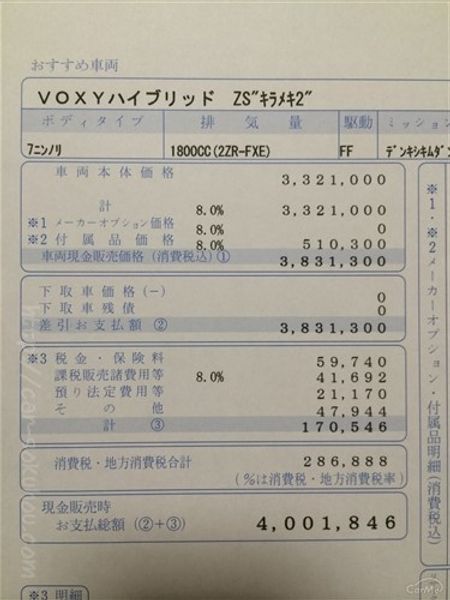 おすすめ車両
VOXYハイブリッド ZS"キラメキ2"
ボディタイプ 排気量 駆動 ミッション
7ニンノリ 1800CC(2ZR-FXE) FF デンキシキムダン
車両本体価格 3,321,000
計 8.0% 3,321,000
※1 メーカーオプション価格 8.0% 0
※2 付属品価格 8.0% 510,300
車両現金販売価格(消費税込)① 3,831,300
下取車価格(-) 0
下取車残債 0
差引お支払額 ② 3,831,300
※3 税金・保険料 59,740
課税販売諸費用等 8.0% 41,692
預り法定費用等 21,170
その他 47,944
計 ③ 170,546
消費税・地方消費税合計 286,888
(%は消費税・地方消費税率)
現金販売時
お支払総額(②+③) 4,001,846
※3 明細
※1・※2メーカーオプション・付属品明細(消費税込)
CarMe